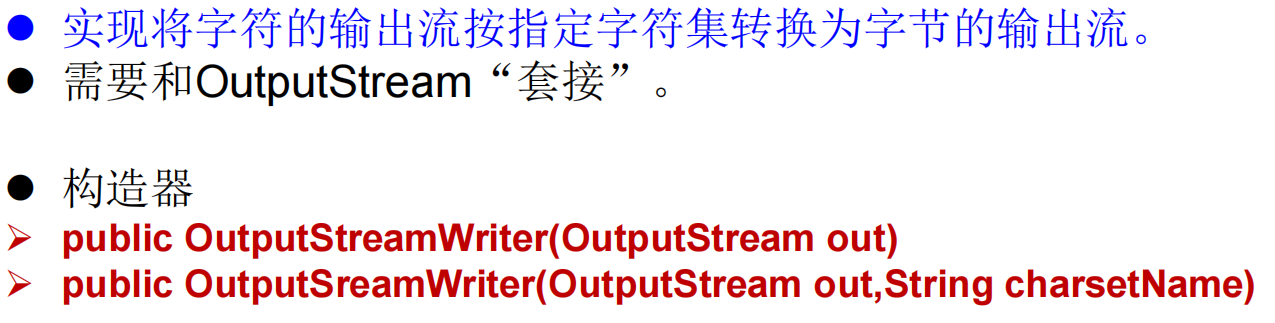 ● 实现将字符的输出流按指定字符集转换为字节的输出流。
● 需要和OutputStream“套接”。
● 构造器
➢ public OutputStreamWriter(OutputStream out)
➢ public OutputSreamWriter(OutputStream out,String charsetName)